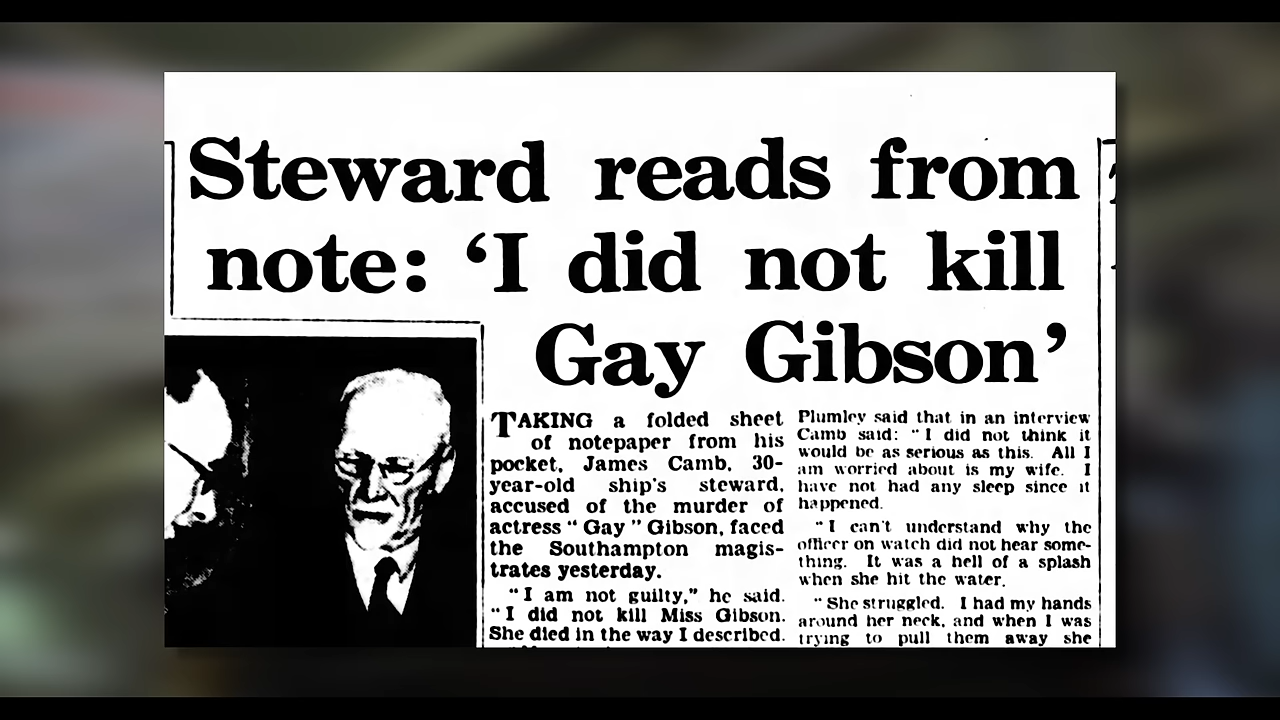 Steward reads from
note: ‘I did not kill
Gay Gibson’
TAKING a folded sheet
of notepaper from his
pocket, James Camb, 30-
year-old ship's steward,
accused of the murder of
actress “ Gay ” Gibson, faced
the Southampton magis-
trates yesterday.
“I am not guilty,” he said.
“I did not kill Miss Gibson.
She died in the way I described.
Plumley said that in an interview
Camb said: “ I did not think it
would be as serious as this. All I
am worried about is my wife. I
have not had any sleep since it
happened.
“I can't understand why the
officer on watch did not hear some-
thing. It was a hell of a splash
when she hit the water.
“She struggled. I had my hands
around her neck, and when I was
trying to pull them away she